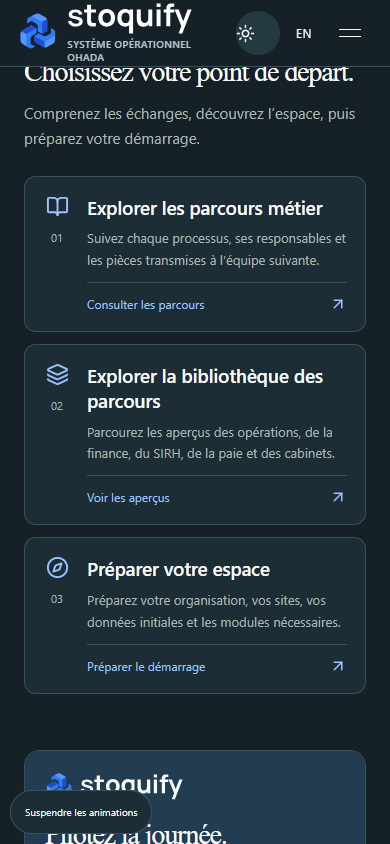 stoquify
SYSTÈME OPÉRATIONNEL
OHADA
EN
Choisissez votre point de départ.
Comprenez les échanges, découvrez l’espace, puis
préparez votre démarrage.
01
Explorer les parcours métier
Suivez chaque processus, ses responsables et
les pièces transmises à l’équipe suivante.
Consulter les parcours
02
Explorer la bibliothèque des
parcours
Parcourez les aperçus des opérations, de la
finance, du SIRH, de la paie et des cabinets.
Voir les aperçus
03
Préparer votre espace
Préparez votre organisation, vos sites, vos
données initiales et les modules nécessaires.
Préparer le démarrage
stoquify
Suspendre les animations
Pilotez la journée.